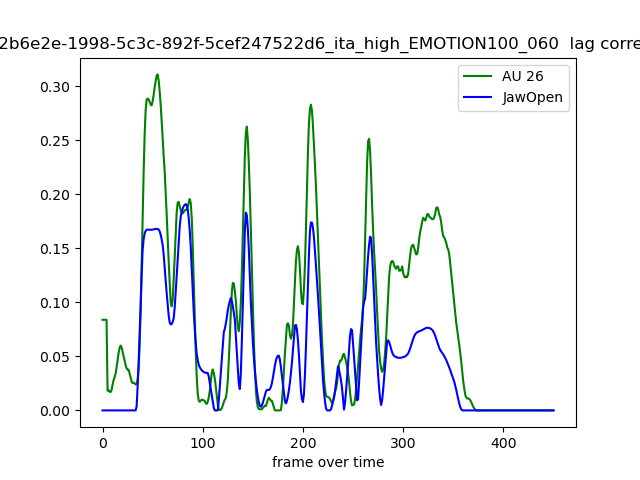 2b6e2e-1998-5c3c-892f-5cef247522d6_ita_high_EMOTION100_060 lag corre
AU 26
JawOpen
0.30
0.25
0.20
0.15
0.10
0.05
0.00
0 100 200 300 400
frame over time